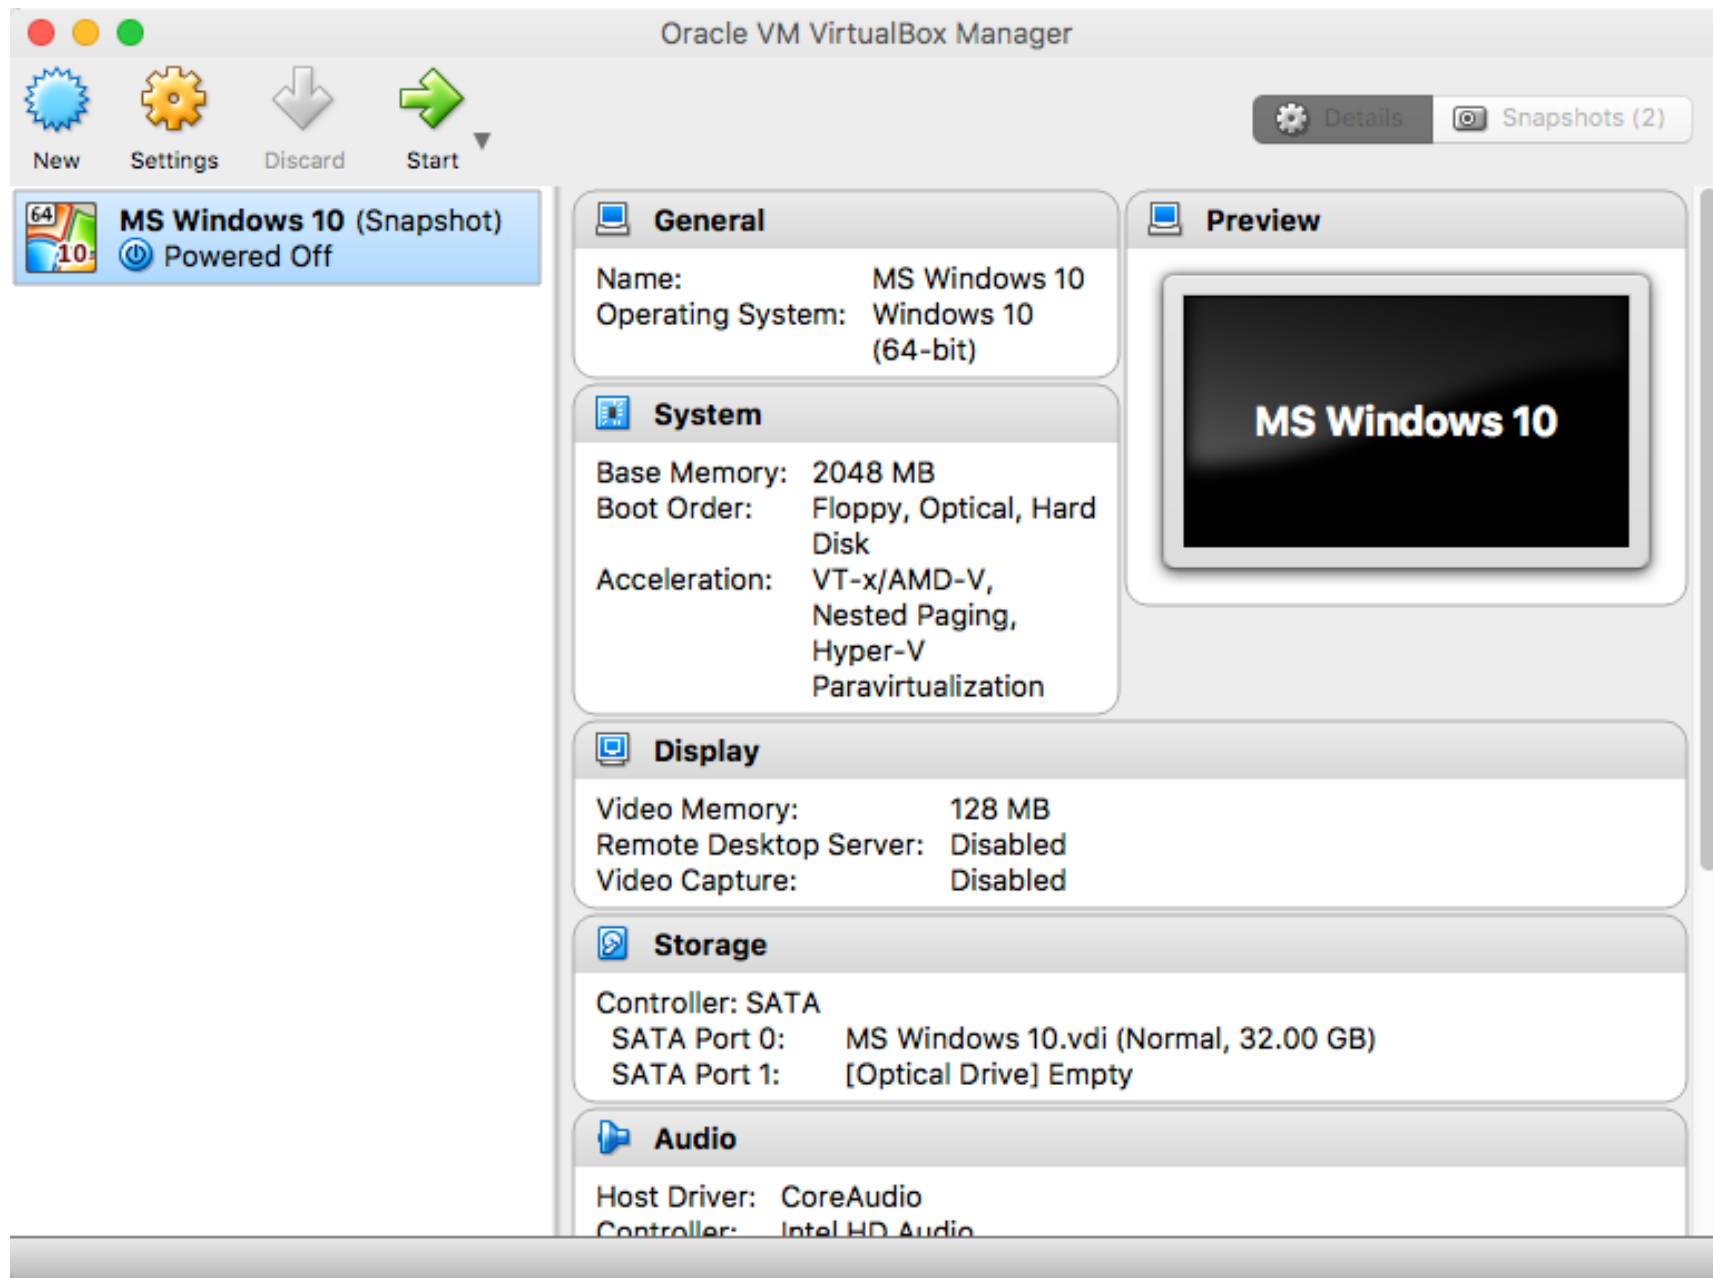 Oracle VM VirtualBox Manager
New
Settings
Discard
Start
Details
Snapshots (2)
64
10
MS Windows 10 (Snapshot)
Powered Off
General
Name: MS Windows 10
Operating System: Windows 10
(64-bit)
Preview
MS Windows 10
System
Base Memory: 2048 MB
Boot Order: Floppy, Optical, Hard
Disk
Acceleration: VT-x/AMD-V,
Nested Paging,
Hyper-V
Paravirtualization
Display
Video Memory: 128 MB
Remote Desktop Server: Disabled
Video Capture: Disabled
Storage
Controller: SATA
SATA Port 0: MS Windows 10.vdi (Normal, 32.00 GB)
SATA Port 1: [Optical Drive] Empty
Audio
Host Driver: CoreAudio
Controller: Intel HD Audio